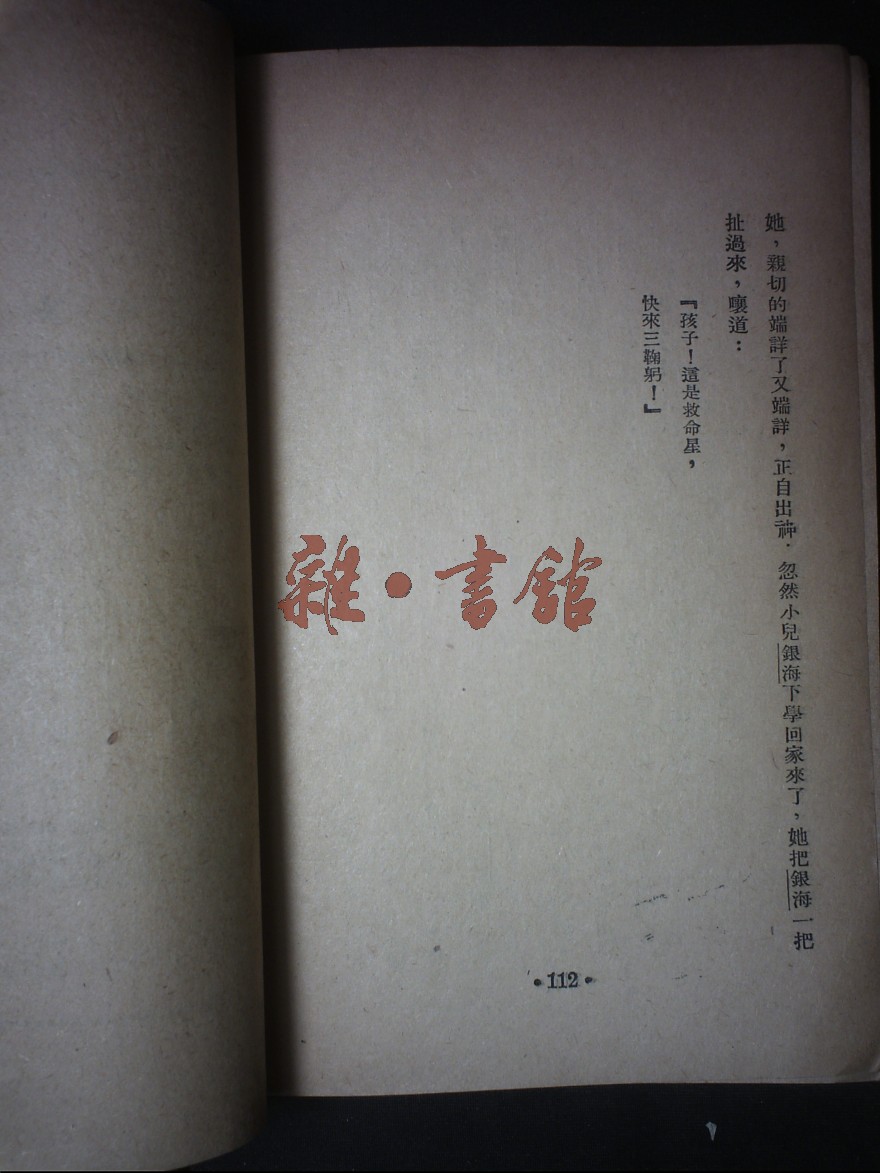 她，親切的端詳了又端詳，正自出神．忽然小兒銀海下學回家來了，她把銀海一把
扯過來，嚷道：
『孩子！這是救命星，
快來三鞠躬！』
雜・書館
•112•